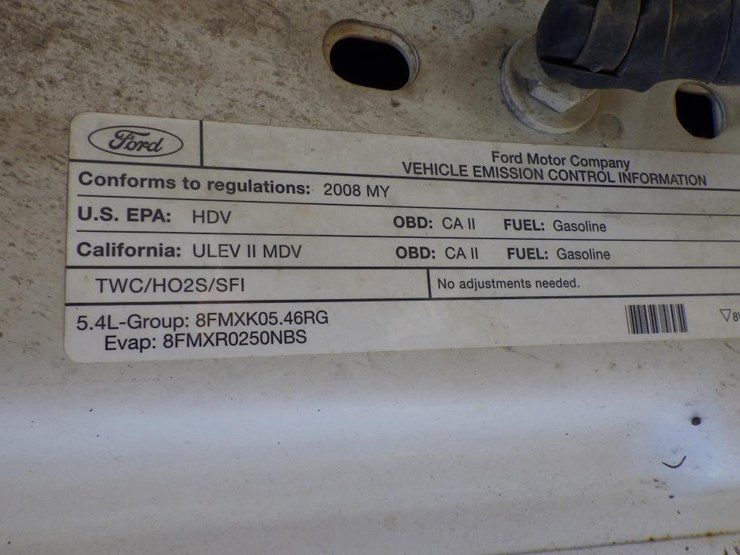 Ford
Ford Motor Company
VEHICLE EMISSION CONTROL INFORMATION
Conforms to regulations: 2008 MY
U.S. EPA: HDV OBD: CA II FUEL: Gasoline
California: ULEV II MDV OBD: CA II FUEL: Gasoline
TWC/HO2S/SFI No adjustments needed.
5.4L-Group: 8FMXK05.46RG
Evap: 8FMXR0250NBS